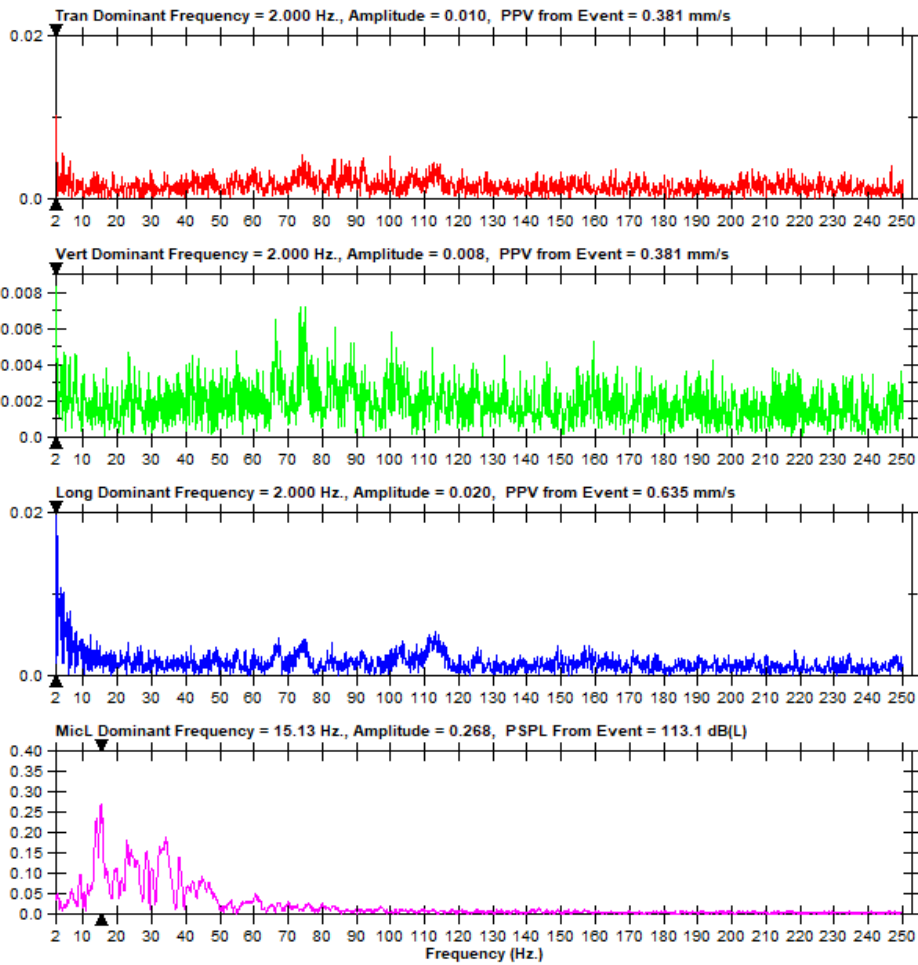 Tran Dominant Frequency = 2.000 Hz., Amplitude = 0.010, PPV from Event = 0.381 mm/s
0.02
0.0
2 10 20 30 40 50 60 70 80 90 100 110 120 130 140 150 160 170 180 190 200 210 220 230 240 250
Vert Dominant Frequency = 2.000 Hz., Amplitude = 0.008, PPV from Event = 0.381 mm/s
0.008
0.006
0.004
0.002
0.0
2 10 20 30 40 50 60 70 80 90 100 110 120 130 140 150 160 170 180 190 200 210 220 230 240 250
Long Dominant Frequency = 2.000 Hz., Amplitude = 0.020, PPV from Event = 0.635 mm/s
0.02
0.0
2 10 20 30 40 50 60 70 80 90 100 110 120 130 140 150 160 170 180 190 200 210 220 230 240 250
MicL Dominant Frequency = 15.13 Hz., Amplitude = 0.268, PSPL From Event = 113.1 dB(L)
0.40
0.35
0.30
0.25
0.20
0.15
0.10
0.05
0.0
2 10 20 30 40 50 60 70 80 90 100 110 120 130 140 150 160 170 180 190 200 210 220 230 240 250
Frequency (Hz.)